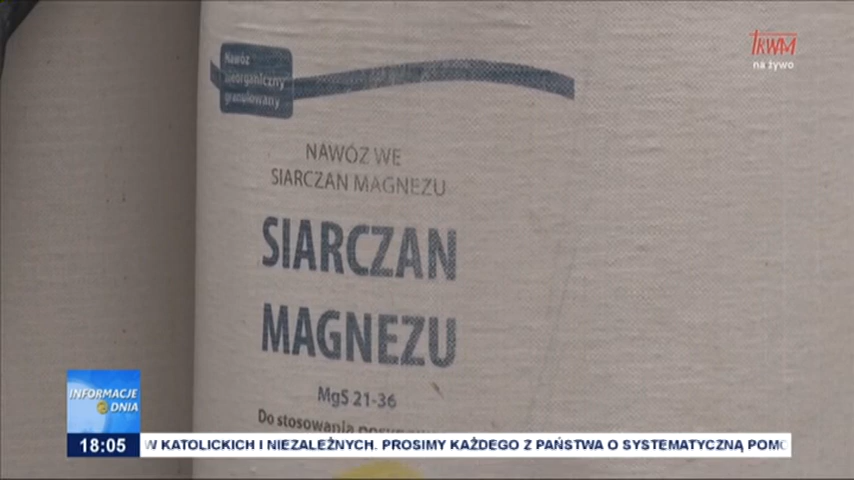 TRWM
na żywo
Nawóz
nieorganiczny
granulowany
NAWÓZ WE
SIARCZAN MAGNEZU
SIARCZAN
MAGNEZU
MgS 21-36
Do stosowania
INFORMACJE
DNIA
18:05
W KATOLICKICH I NIEZALEŻNYCH. PROSIMY KAŻDEGO Z PAŃSTWA O SYSTEMATYCZNĄ POM